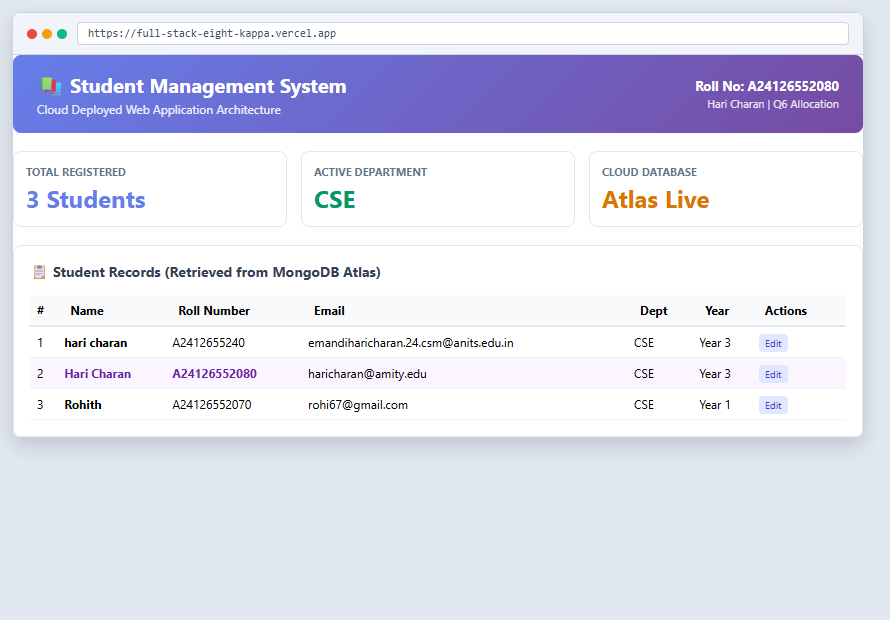 https://full-stack-eight-kappa.vercel.app
Student Management System
Cloud Deployed Web Application Architecture
Roll No: A24126552080
Hari Charan | Q6 Allocation
TOTAL REGISTERED
3 Students
ACTIVE DEPARTMENT
CSE
CLOUD DATABASE
Atlas Live
Student Records (Retrieved from MongoDB Atlas)
# Name Roll Number Email Dept Year Actions
1 hari charan A2412655240 emandiharicharan.24.csm@anits.edu.in CSE Year 3 Edit
2 Hari Charan A24126552080 haricharan@amity.edu CSE Year 3 Edit
3 Rohith A24126552070 rohi67@gmail.com CSE Year 1 Edit